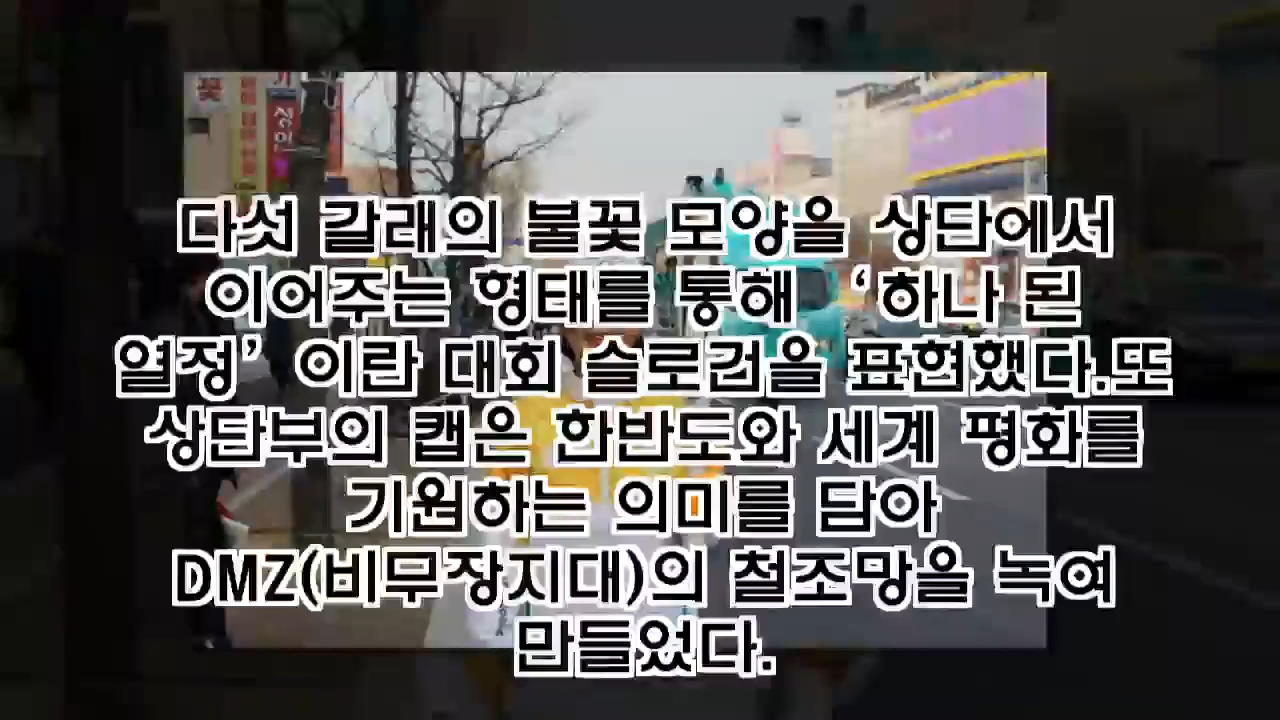 꽃
다섯 갈래의 불꽃 모양을 상단에서
이어주는 형태를 통해 ‘하나 된
열정’이란 대회 슬로건을 표현했다.또
상단부의 캡은 한반도와 세계 평화를
기원하는 의미를 담아
DMZ(비무장지대)의 철조망을 녹여
만들었다.